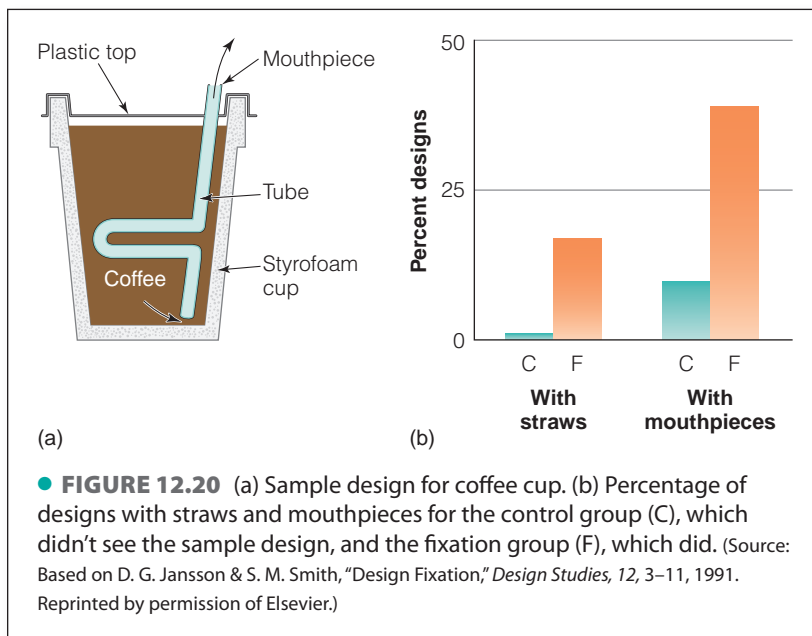 Plastic top
Mouthpiece
Tube
Styrofoam
cup
Coffee
(a)
50
25
0
Percent designs
C F C F
With
straws
With
mouthpieces
(b)
● FIGURE 12.20 (a) Sample design for coffee cup. (b) Percentage of
designs with straws and mouthpieces for the control group (C), which
didn’t see the sample design, and the fixation group (F), which did. (Source:
Based on D. G. Jansson & S. M. Smith, “Design Fixation,” Design Studies, 12, 3–11, 1991.
Reprinted by permission of Elsevier.)